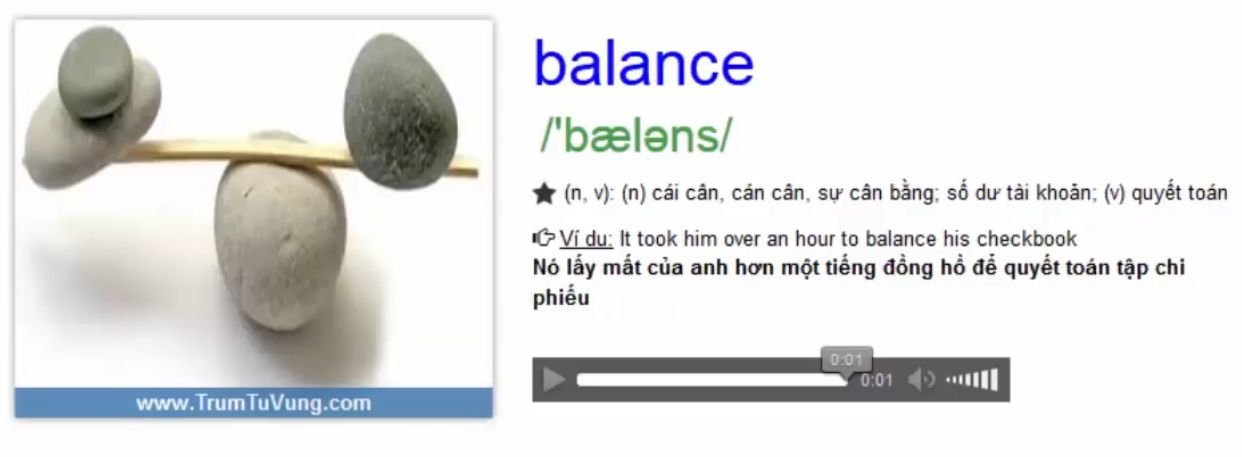 balance
/'bæləns/
(n, v): (n) cái cân, cán cân, sự cân bằng; số dư tài khoản; (v) quyết toán
Ví du: It took him over an hour to balance his checkbook
Nó lấy mất của anh hơn một tiếng đồng hồ để quyết toán tập chi
phiếu
0:01
0:01
www.TrumTuVung.com